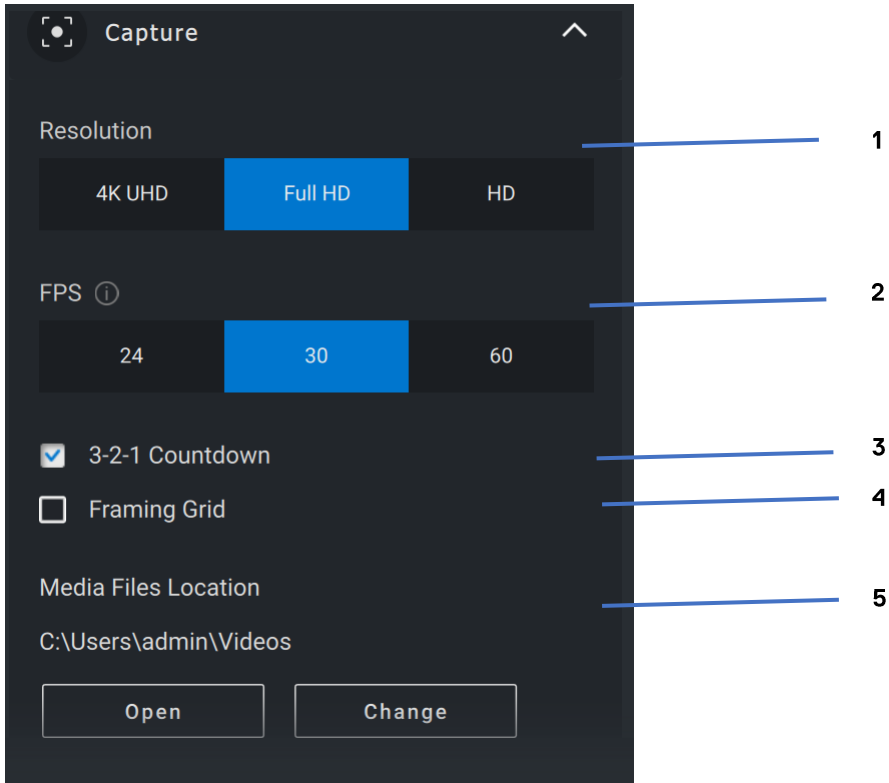 Capture
Resolution
1
4K UHD Full HD HD
FPS
2
24 30 60
3-2-1 Countdown
3
Framing Grid
4
Media Files Location
5
C:\Users\admin\Videos
Open Change